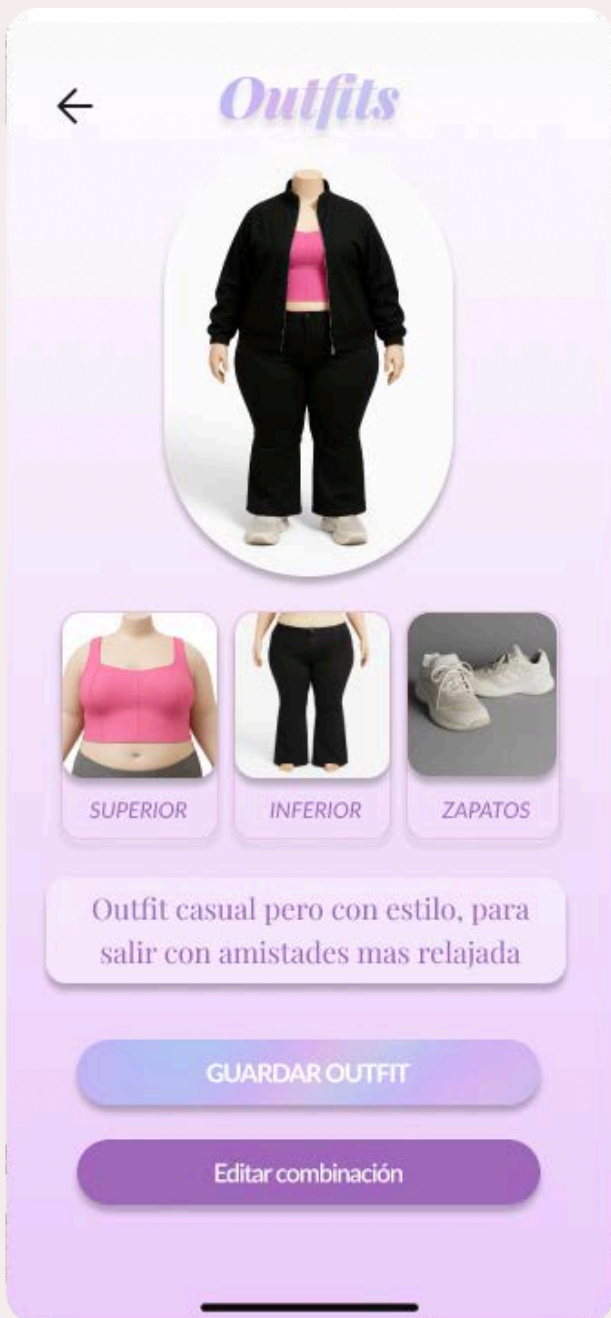 Outfits
SUPERIOR
INFERIOR
ZAPATOS
Outfit casual pero con estilo, para
salir con amistades mas relajada
GUARDAR OUTFIT
Editar combinación